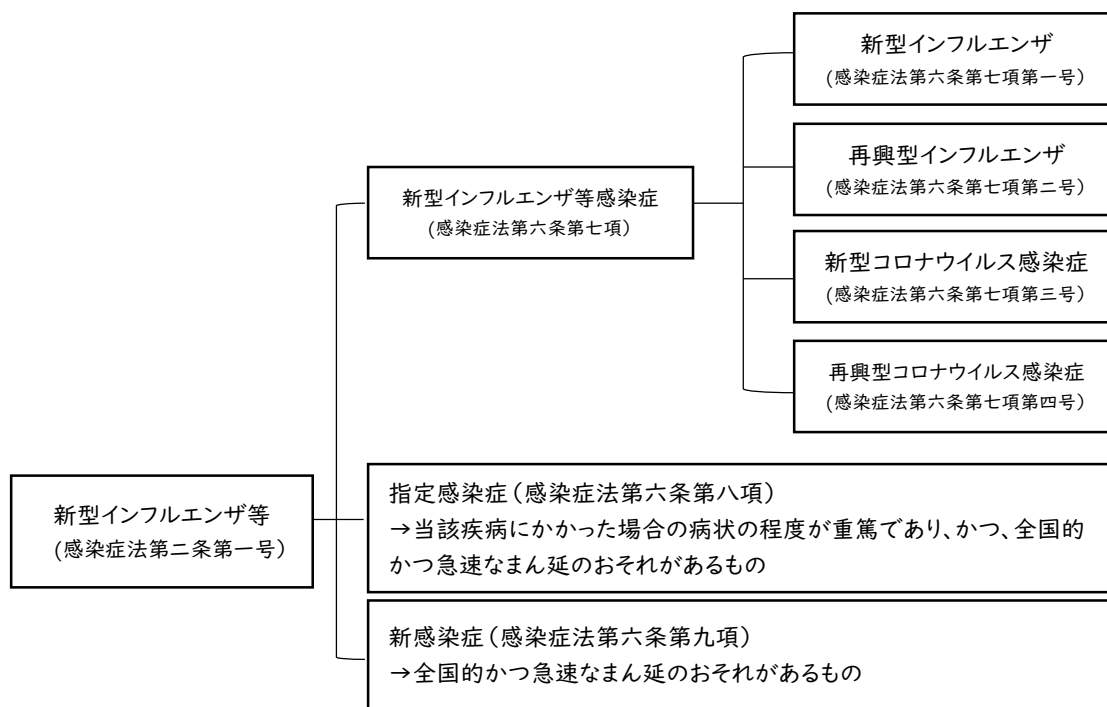 新型インフルエンザ
(感染症法第六条第七項第一号)
再興型インフルエンザ
(感染症法第六条第七項第二号)
新型インフルエンザ等感染症
(感染症法第六条第七項)
新型コロナウイルス感染症
(感染症法第六条第七項第三号)
再興型コロナウイルス感染症
(感染症法第六条第七項第四号)
新型インフルエンザ等
(感染症法第二条第一号)
指定感染症(感染症法第六条第八項)
→当該疾病にかかった場合の病状の程度が重篤であり、かつ、全国的
かつ急速なまん延のおそれがあるもの
新感染症(感染症法第六条第九項)
→全国的かつ急速なまん延のおそれがあるもの